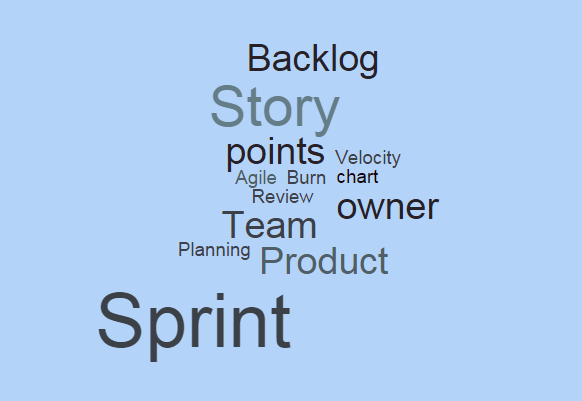 Backlog
Story
points Velocity
Agile Burn chart
Review
owner
Team
Planning
Product
Sprint